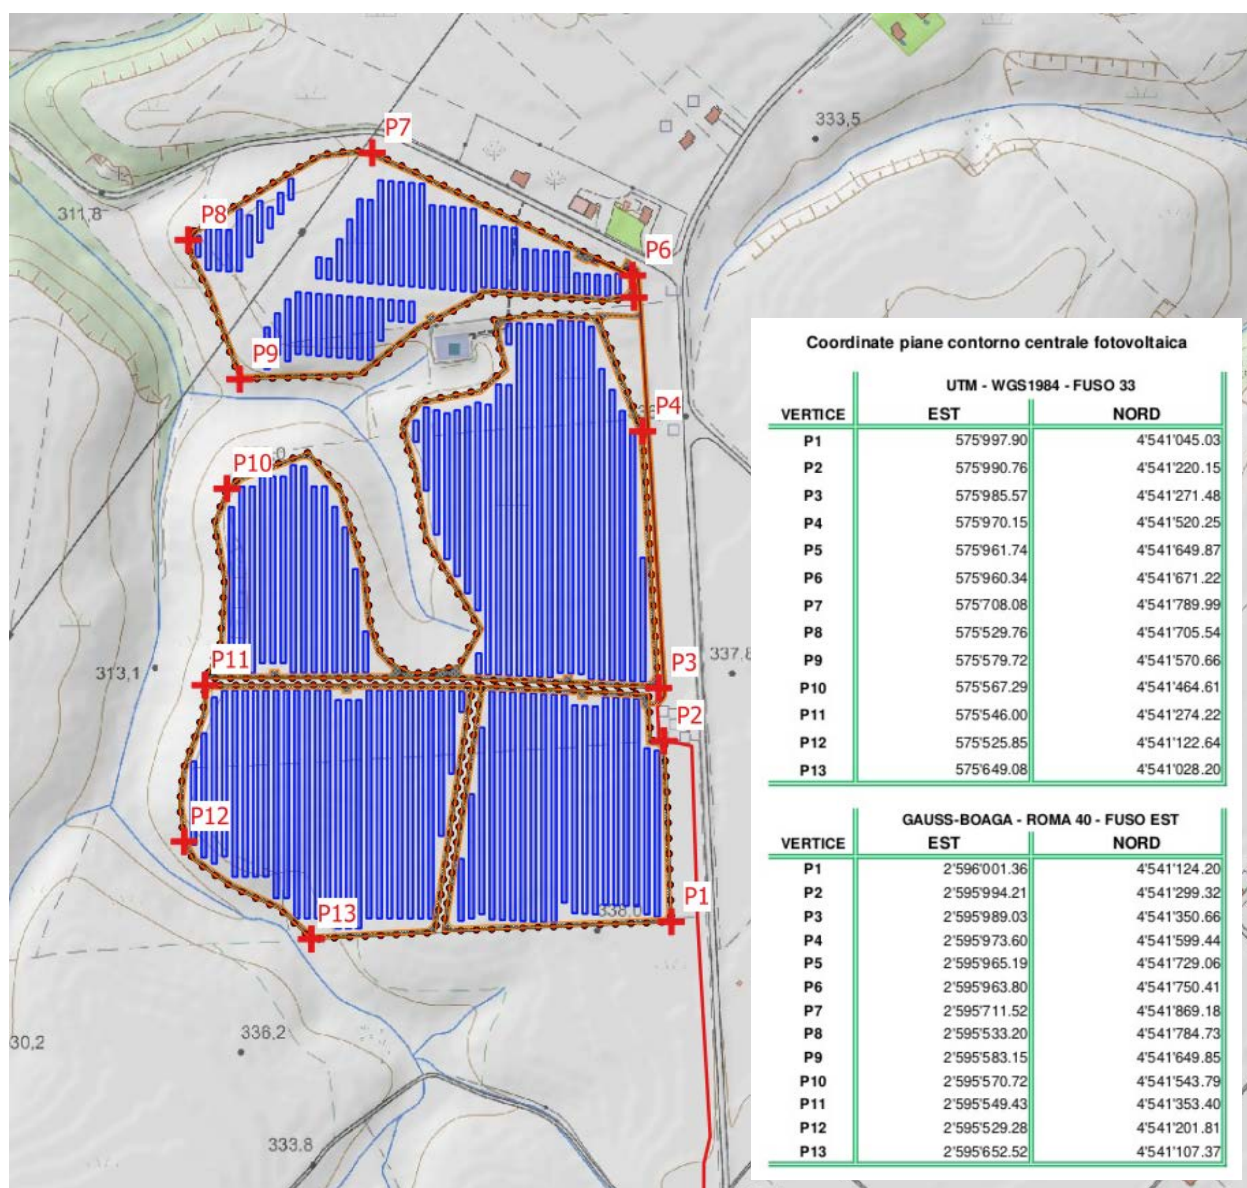 P7
333,5
311,8
P8
P6
P9
P4
P10
P11
313,1
P3
337,8
P2
P12
P1
P13
338,0
30,2
336,2
333.8
Coordinate piane contorno centrale fotovoltaica
UTM - WGS1984 - FUSO 33
VERTICE EST NORD
P1 575'997.90 4'541'045.03
P2 575'990.76 4'541'220.15
P3 575'985.57 4'541'271.48
P4 575'970.15 4'541'520.25
P5 575'961.74 4'541'649.87
P6 575'960.34 4'541'671.22
P7 575'708.08 4'541'789.99
P8 575'529.76 4'541'705.54
P9 575'579.72 4'541'570.66
P10 575'567.29 4'541'464.61
P11 575'546.00 4'541'274.22
P12 575'525.85 4'541'122.64
P13 575'649.08 4'541'028.20
GAUSS-BOAGA - ROMA 40 - FUSO EST
VERTICE EST NORD
P1 2'596'001.36 4'541'124.20
P2 2'595'994.21 4'541'299.32
P3 2'595'989.03 4'541'350.66
P4 2'595'973.60 4'541'599.44
P5 2'595'965.19 4'541'729.06
P6 2'595'963.80 4'541'750.41
P7 2'595'711.52 4'541'869.18
P8 2'595'533.20 4'541'784.73
P9 2'595'583.15 4'541'649.85
P10 2'595'570.72 4'541'543.79
P11 2'595'549.43 4'541'353.40
P12 2'595'529.28 4'541'201.81
P13 2'595'652.52 4'541'107.37